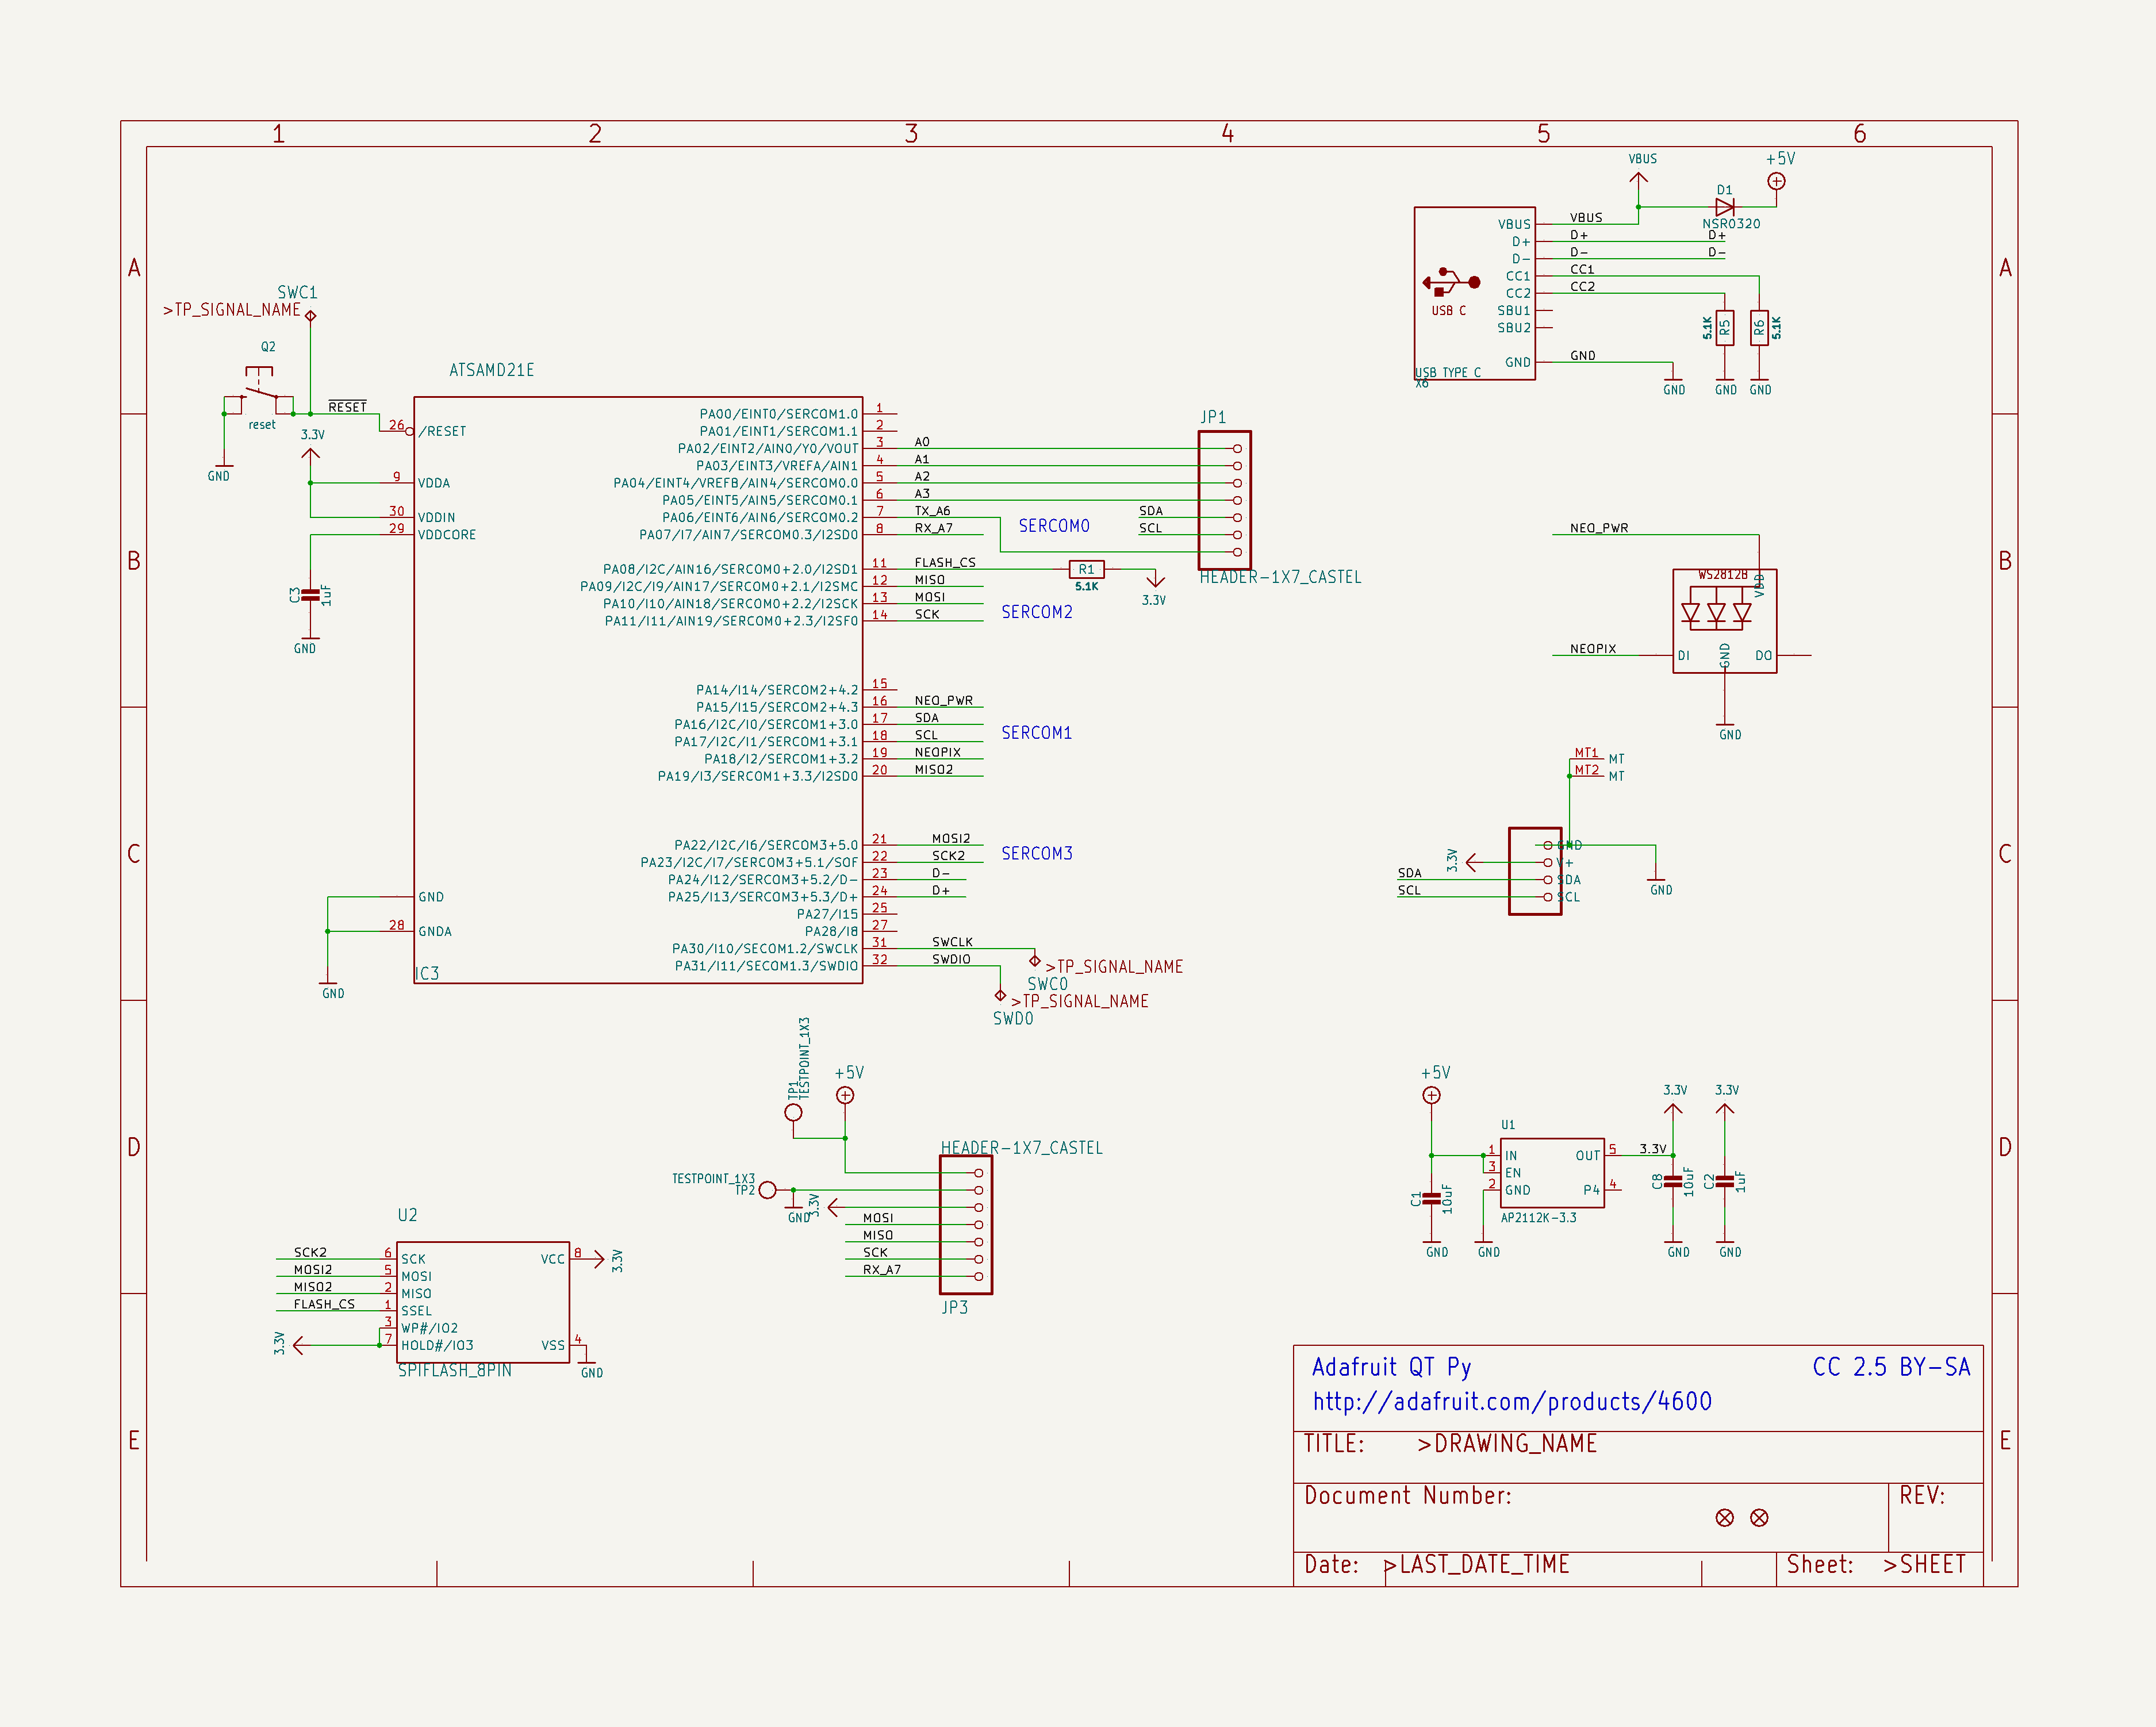 1 2 3 4 5 6
A A
B B
C C
D D
E E
VBUS
+5V
D1
NSR0320
VBUS VBUS
D+ D+ D+
D- D- D-
CC1 CC1
CC2 CC2
SBU1
SBU2
GND GND
USB C
USB TYPE C
X6
5.1K R5 R6 5.1K
GND GND GND
SWC1
>TP_SIGNAL_NAME
Q2
reset
RESET
GND
3.3V
ATSAMD21E
26 /RESET
9 VDDA
30 VDDIN
29 VDDCORE
C3 1uF
GND
GND
28 GNDA
GND
IC3
PA00/EINT0/SERCOM1.0 1
PA01/EINT1/SERCOM1.1 2
PA02/EINT2/AIN0/Y0/VOUT 3 A0
PA03/EINT3/VREFA/AIN1 4 A1
PA04/EINT4/VREFB/AIN4/SERCOM0.0 5 A2
PA05/EINT5/AIN5/SERCOM0.1 6 A3
PA06/EINT6/AIN6/SERCOM0.2 7 TX_A6
PA07/I7/AIN7/SERCOM0.3/I2SD0 8 RX_A7
SERCOM0
PA08/I2C/AIN16/SERCOM0+2.0/I2SD1 11 FLASH_CS
PA09/I2C/I9/AIN17/SERCOM0+2.1/I2SMC 12 MISO
PA10/I10/AIN18/SERCOM0+2.2/I2SCK 13 MOSI
PA11/I11/AIN19/SERCOM0+2.3/I2SF0 14 SCK
SERCOM2
R1
5.1K
3.3V
PA14/I14/SERCOM2+4.2 15
PA15/I15/SERCOM2+4.3 16 NEO_PWR
PA16/I2C/I0/SERCOM1+3.0 17 SDA
PA17/I2C/I1/SERCOM1+3.1 18 SCL
PA18/I2/SERCOM1+3.2 19 NEOPIX
PA19/I3/SERCOM1+3.3/I2SD0 20 MISO2
SERCOM1
PA22/I2C/I6/SERCOM3+5.0 21 MOSI2
PA23/I2C/I7/SERCOM3+5.1/SOF 22 SCK2
PA24/I12/SERCOM3+5.2/D- 23 D-
PA25/I13/SERCOM3+5.3/D+ 24 D+
SERCOM3
PA27/I15 25
PA28/I8 27
PA30/I10/SECOM1.2/SWCLK 31 SWCLK
PA31/I11/SECOM1.3/SWDIO 32 SWDIO
>TP_SIGNAL_NAME
SWC0
>TP_SIGNAL_NAME
SWD0
JP1
SDA
SCL
HEADER-1X7_CASTEL
NEO_PWR
WS2812B
VDD
NEOPIX
DI GND DO
GND
MT1 MT
MT2 MT
GND
3.3V V+
SDA SDA
SCL SCL
GND
TP1
TESTPOINT_1X3
+5V
HEADER-1X7_CASTEL
TESTPOINT_1X3
TP2
GND 3.3V
MOSI
MISO
SCK
RX_A7
JP3
U2
SCK2 6 SCK
MOSI2 5 MOSI
MISO2 2 MISO
FLASH_CS 1 SSEL
3 WP#/IO2
3.3V 7 HOLD#/IO3
VCC 8 3.3V
VSS 4
GND
SPIFLASH_8PIN
+5V
U1
1 IN
3 EN
2 GND
OUT 5 3.3V
P4 4
AP2112K-3.3
C1 10uF
3.3V 3.3V
C8 10uF
C2 1uF
GND GND GND GND
Adafruit QT Py CC 2.5 BY-SA
http://adafruit.com/products/4600
TITLE: >DRAWING_NAME
Document Number: REV:
Date: >LAST_DATE_TIME Sheet: >SHEET